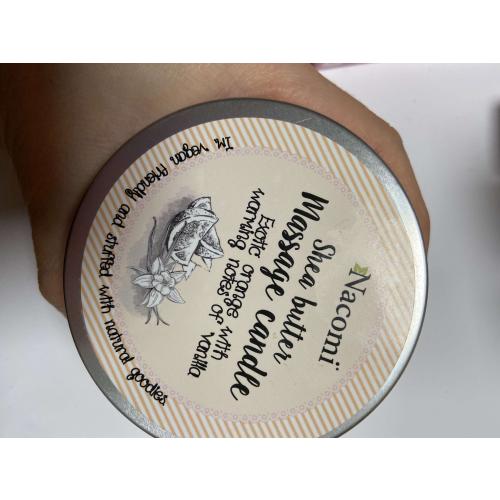 Nacomi
Shea butter
Massage candle
Exotic orange with
warming notes of vanilla
I'm vegan friendly and stuffed with natural goodies